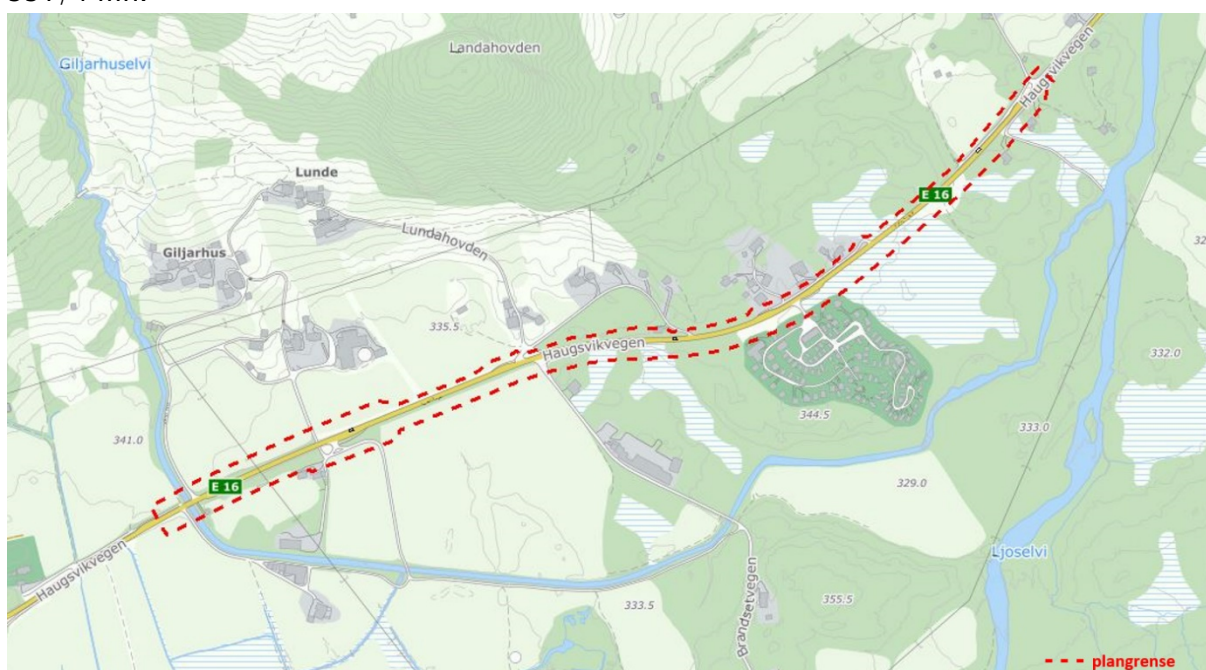 Landahovden
Giljarhuselvi
Haugsvikvegen
Lunde
E 16
Lundahovden
Giljarhus
335.5
Haugsvikvegen
332.0
344.5
333.0
341.0
329.0
E 16
Ljoselvi
Haugsvikvegen
333.5
Brandsetvegen
355.5
plangrense